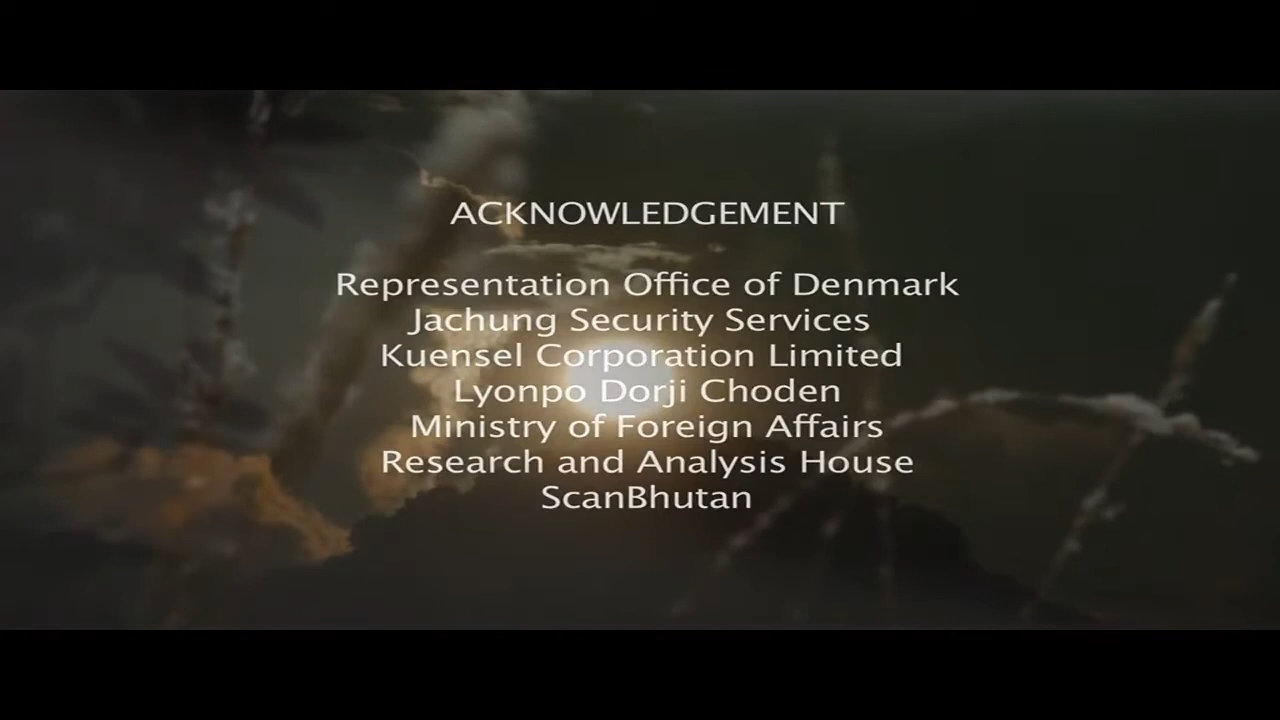 ACKNOWLEDGEMENT
Representation Office of Denmark
Jachung Security Services
Kuensel Corporation Limited
Lyonpo Dorji Choden
Ministry of Foreign Affairs
Research and Analysis House
ScanBhutan